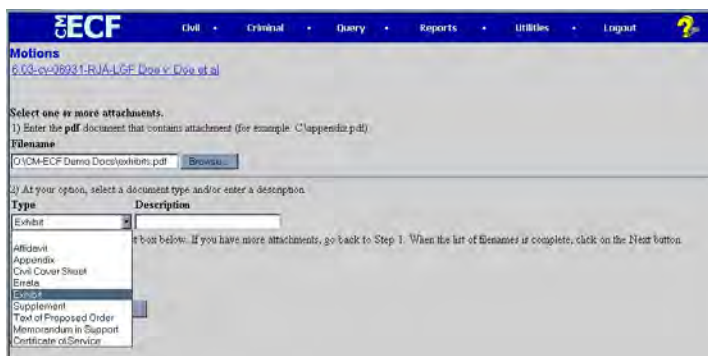 CM ECF Civil • Criminal • Query • Reports • Utilities • Logout ?
Motions
6:03-cv-06931-RJA-LGF Doe v. Doe et al
Select one or more attachments.
1) Enter the pdf document that contains attachment (for example: C:\appendix.pdf)
Filename
O:\CM-ECF Demo Docs\exhibits.pdf Browse...
2) At your option, select a document type and/or enter a description.
Type Description
Exhibit
t box below. If you have more attachments, go back to Step 1. When the list of filenames is complete, click on the Next button.
Affidavit
Appendix
Civil Cover Sheet
Errata
Exhibit
Supplement
Text of Proposed Order
Memorandum in Support
Certificate of Service